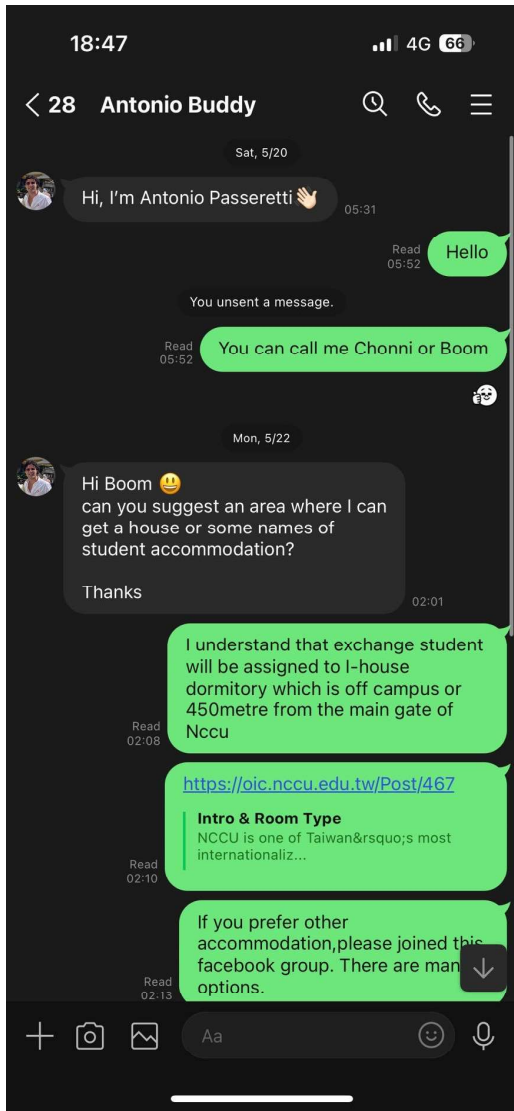 18:47
4G 66
28 Antonio Buddy
Sat, 5/20
Hi, I'm Antonio Passeretti👋🏻
05:31
Hello
Read
05:52
You unsent a message.
You can call me Chonni or Boom
Read
05:52
Mon, 5/22
Hi Boom 😃
can you suggest an area where I can
get a house or some names of
student accommodation?
Thanks
02:01
I understand that exchange student
will be assigned to I-house
dormitory which is off campus or
450metre from the main gate of
Nccu
Read
02:08
https://oic.nccu.edu.tw/Post/467
Intro & Room Type
NCCU is one of Taiwan&rsquo;s most
internationaliz...
Read
02:10
If you prefer other
accommodation,please joined this
facebook group. There are man
options.
Read
02:13
Aa